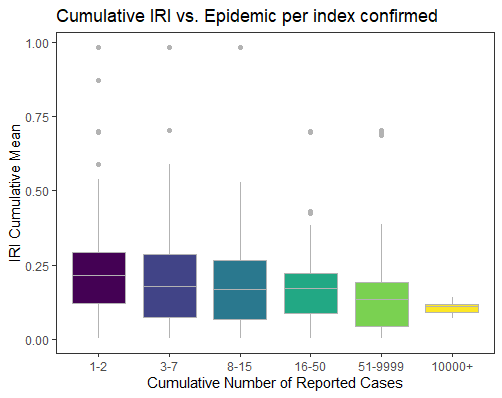 Cumulative IRI vs. Epidemic per index confirmed
IRI Cumulative Mean
1.00
0.75
0.50
0.25
0.00
1-2 3-7 8-15 16-50 51-9999 10000+
Cumulative Number of Reported Cases